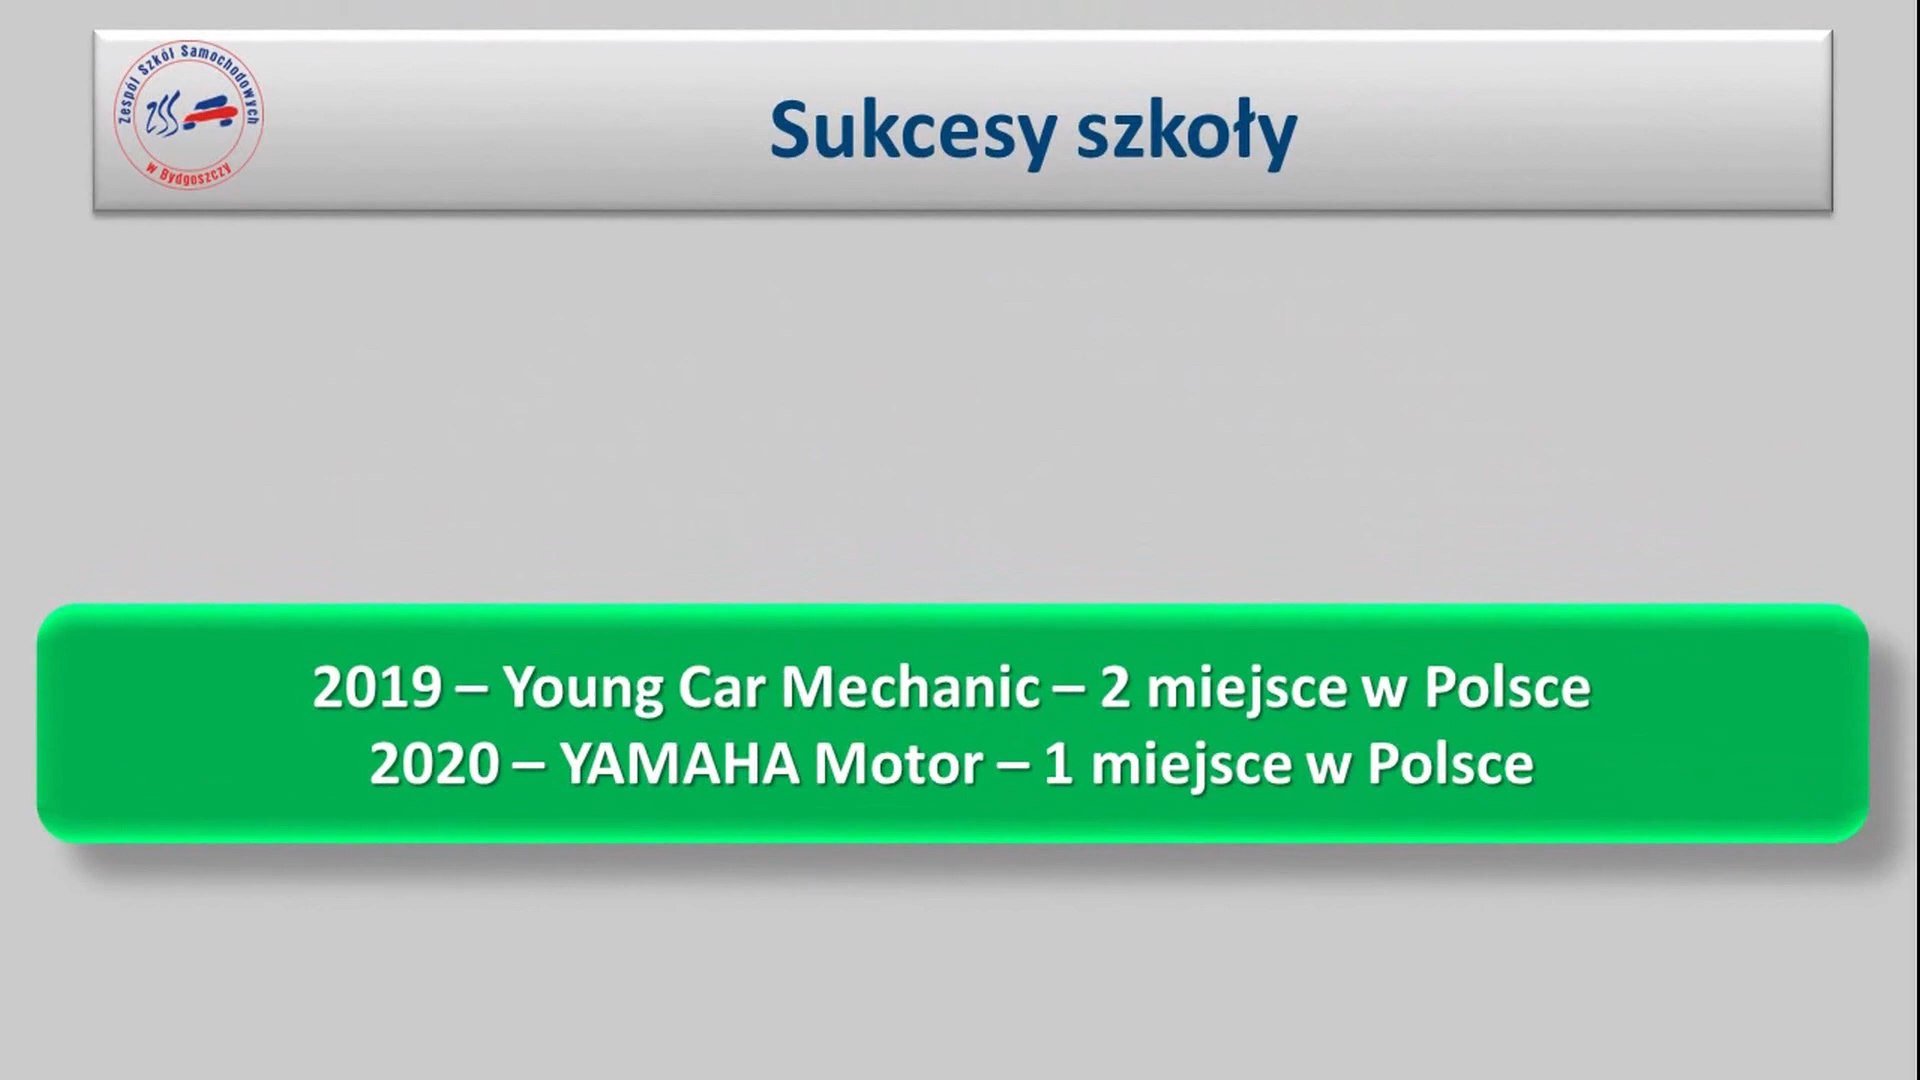 Zespół Szkół Samochodowych
ZSS
w Bydgoszczy
Sukcesy szkoły
2019 – Young Car Mechanic – 2 miejsce w Polsce
2020 – YAMAHA Motor – 1 miejsce w Polsce